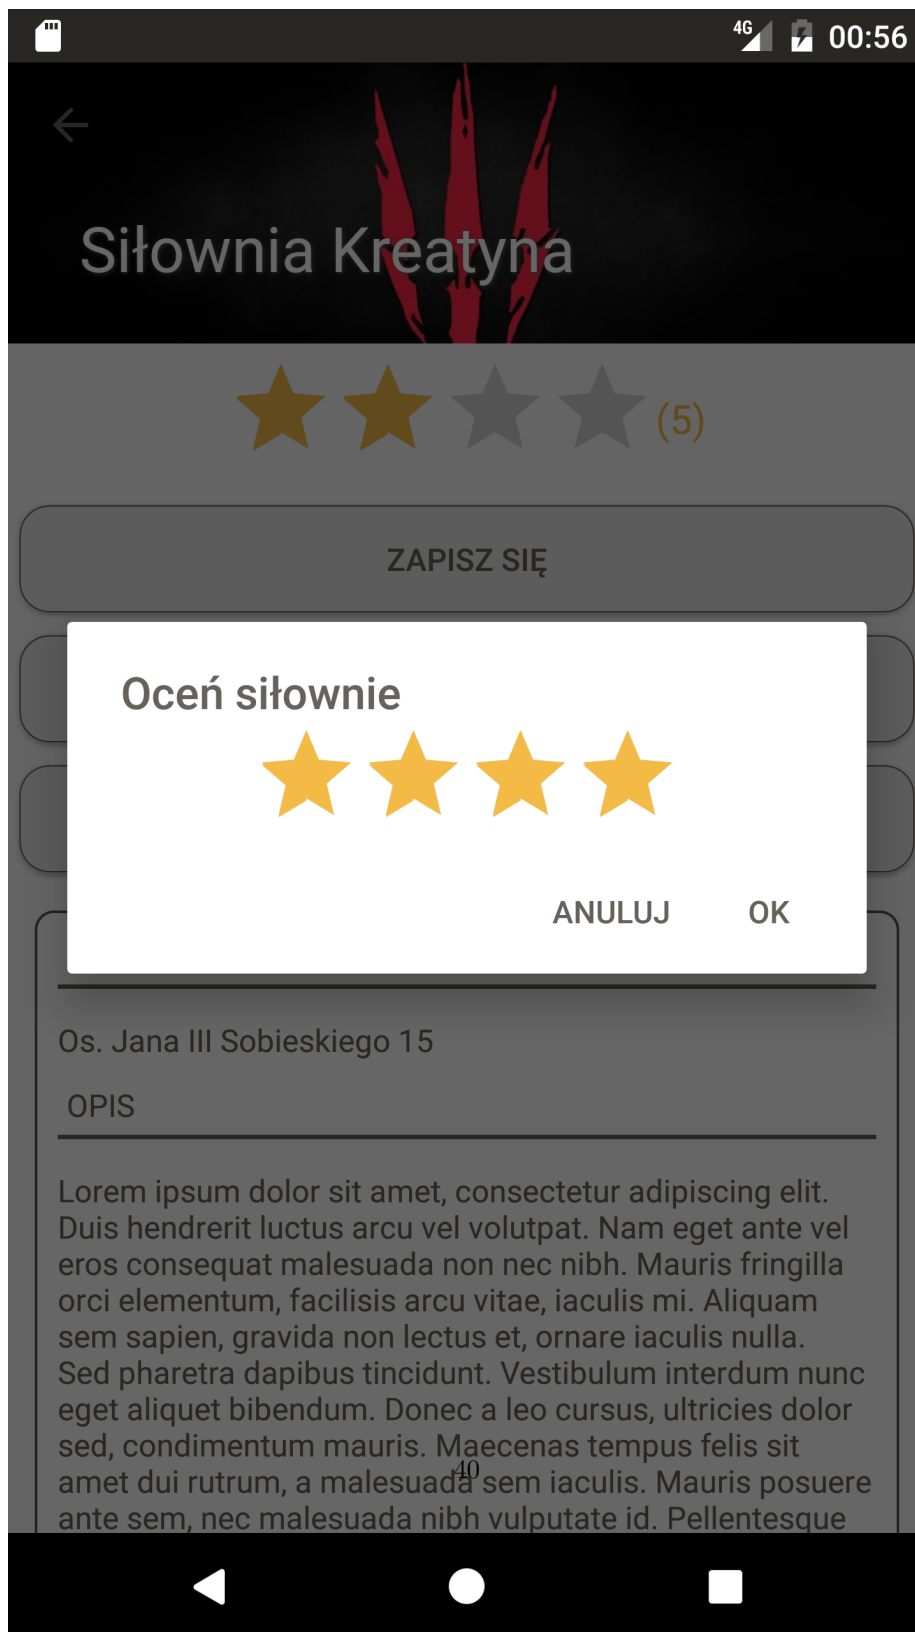 4G 00:56
Siłownia Kreatyna
(5)
ZAPISZ SIĘ
Oceń siłownie
ANULUJ OK
Os. Jana III Sobieskiego 15
OPIS
Lorem ipsum dolor sit amet, consectetur adipiscing elit.
Duis hendrerit luctus arcu vel volutpat. Nam eget ante vel
eros consequat malesuada non nec nibh. Mauris fringilla
orci elementum, facilisis arcu vitae, iaculis mi. Aliquam
sem sapien, gravida non lectus et, ornare iaculis nulla.
Sed pharetra dapibus tincidunt. Vestibulum interdum nunc
eget aliquet bibendum. Donec a leo cursus, ultricies dolor
sed, condimentum mauris. Maecenas tempus felis sit
40
amet dui rutrum, a malesuada sem iaculis. Mauris posuere
ante sem, nec malesuada nibh vulputate id. Pellentesque